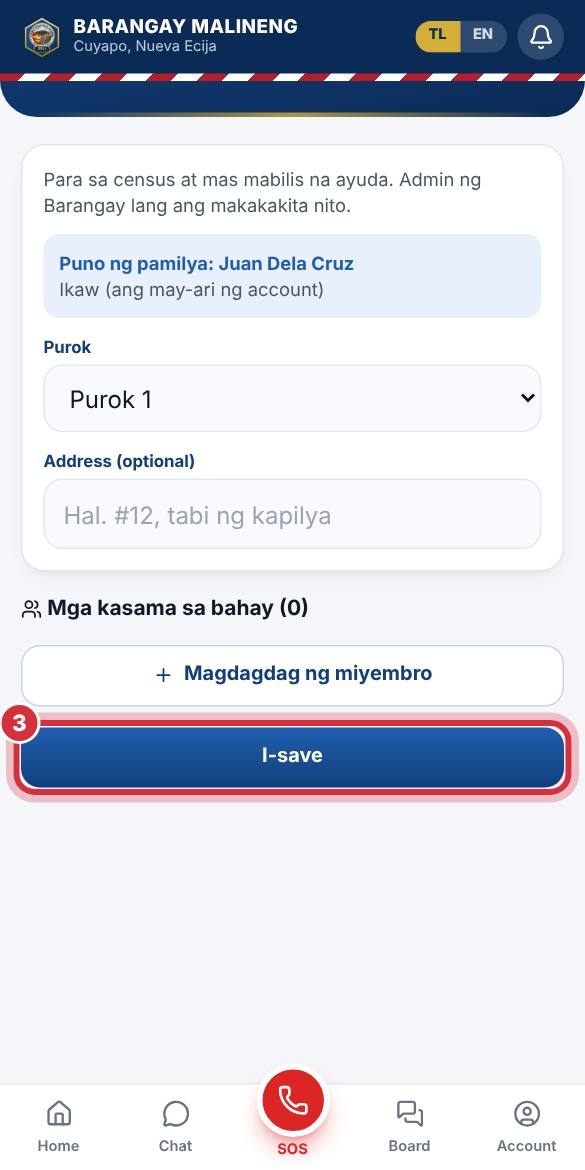 BARANGAY MALINENG
Cuyapo, Nueva Ecija
TL EN
Para sa census at mas mabilis na ayuda. Admin ng
Barangay lang ang makakakita nito.
Puno ng pamilya: Juan Dela Cruz
Ikaw (ang may-ari ng account)
Purok
Purok 1
Address (optional)
Hal. #12, tabi ng kapilya
Mga kasama sa bahay (0)
+ Magdagdag ng miyembro
3
I-save
Home
Chat
SOS
Board
Account